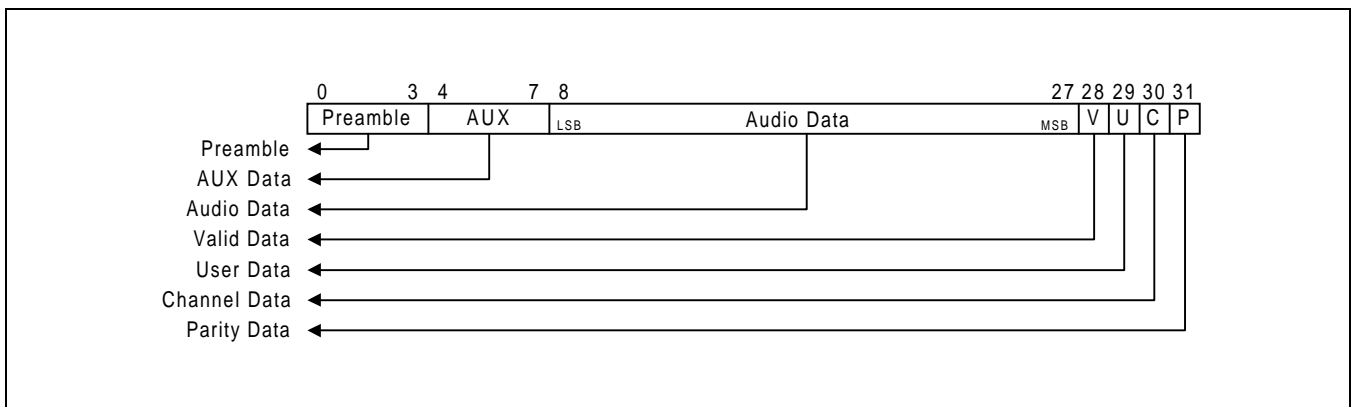 0 3 4 7 8 27 28 29 30 31
Preamble AUX LSB Audio Data MSB V U C P
Preamble
AUX Data
Audio Data
Valid Data
User Data
Channel Data
Parity Data